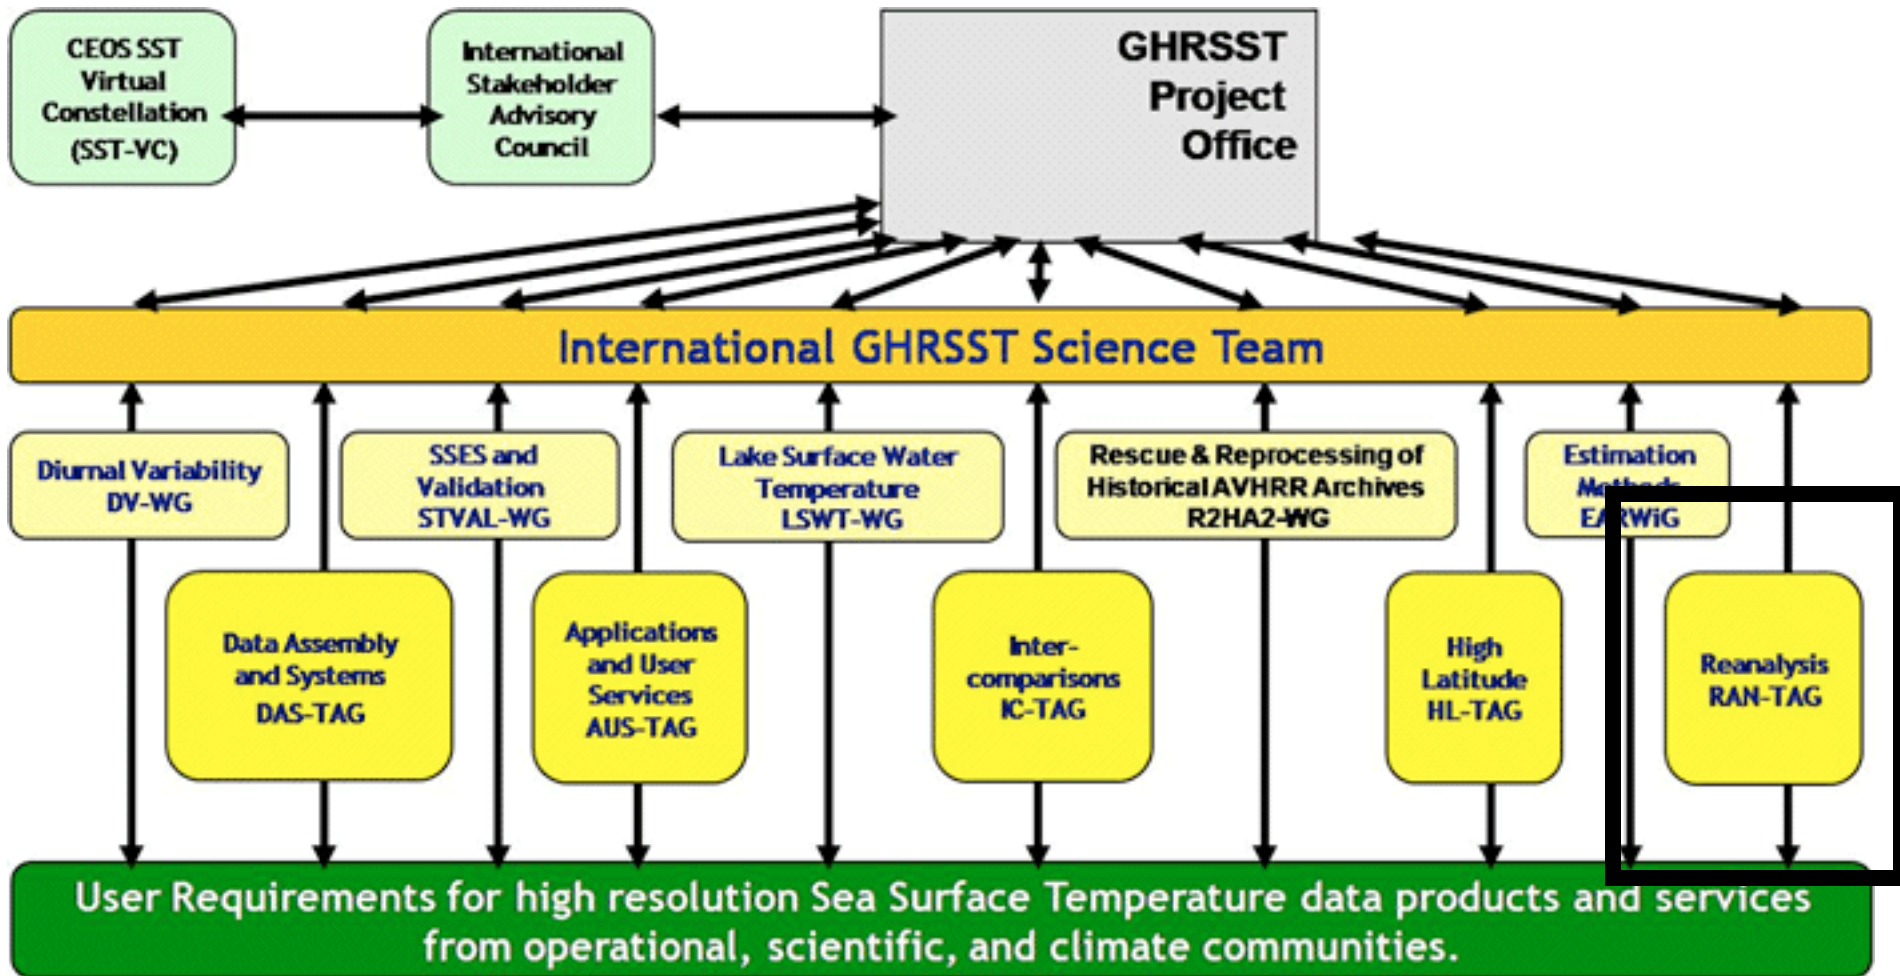 CEOS SST
Virtual
Constellation
(SST-VC)
International
Stakeholder
Advisory
Council
GHRSST
Project
Office
International GHRSST Science Team
Diurnal Variability
DV-WG
SSES and
Validation
STVAL-WG
Lake Surface Water
Temperature
LSWT-WG
Rescue & Reprocessing of
Historical AVHRR Archives
R2HA2-WG
Estimation
Methods
EARWiG
Data Assembly
and Systems
DAS-TAG
Applications
and User
Services
AUS-TAG
Inter-
comparisons
IC-TAG
High
Latitude
HL-TAG
Reanalysis
RAN-TAG
User Requirements for high resolution Sea Surface Temperature data products and services
from operational, scientific, and climate communities.